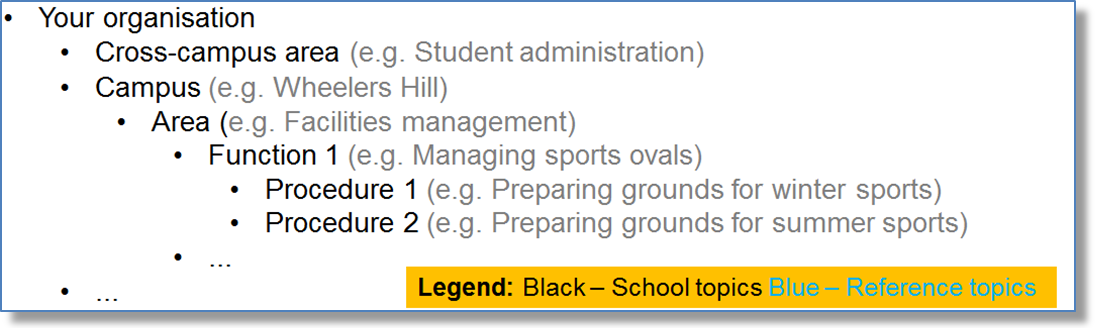 • Your organisation
• Cross-campus area (e.g. Student administration)
• Campus (e.g. Wheelers Hill)
• Area (e.g. Facilities management)
• Function 1 (e.g. Managing sports ovals)
• Procedure 1 (e.g. Preparing grounds for winter sports)
• Procedure 2 (e.g. Preparing grounds for summer sports)
• ...
• ...
Legend: Black – School topics Blue – Reference topics